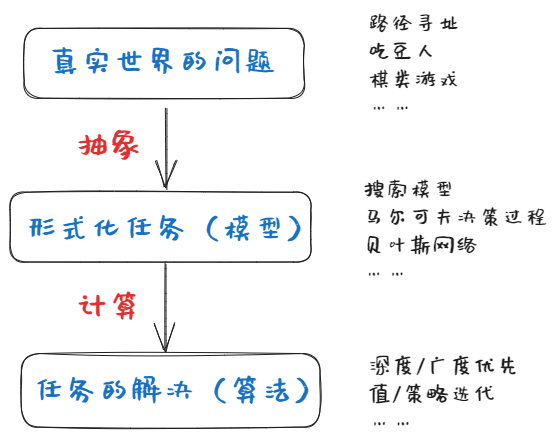 真实世界的问题
路径寻址
吃豆人
棋类游戏
… …
抽象
形式化任务（模型）
搜索模型
马尔可夫决策过程
贝叶斯网络
… …
计算
任务的解决（算法）
深度/广度优先
值/策略迭代
… …